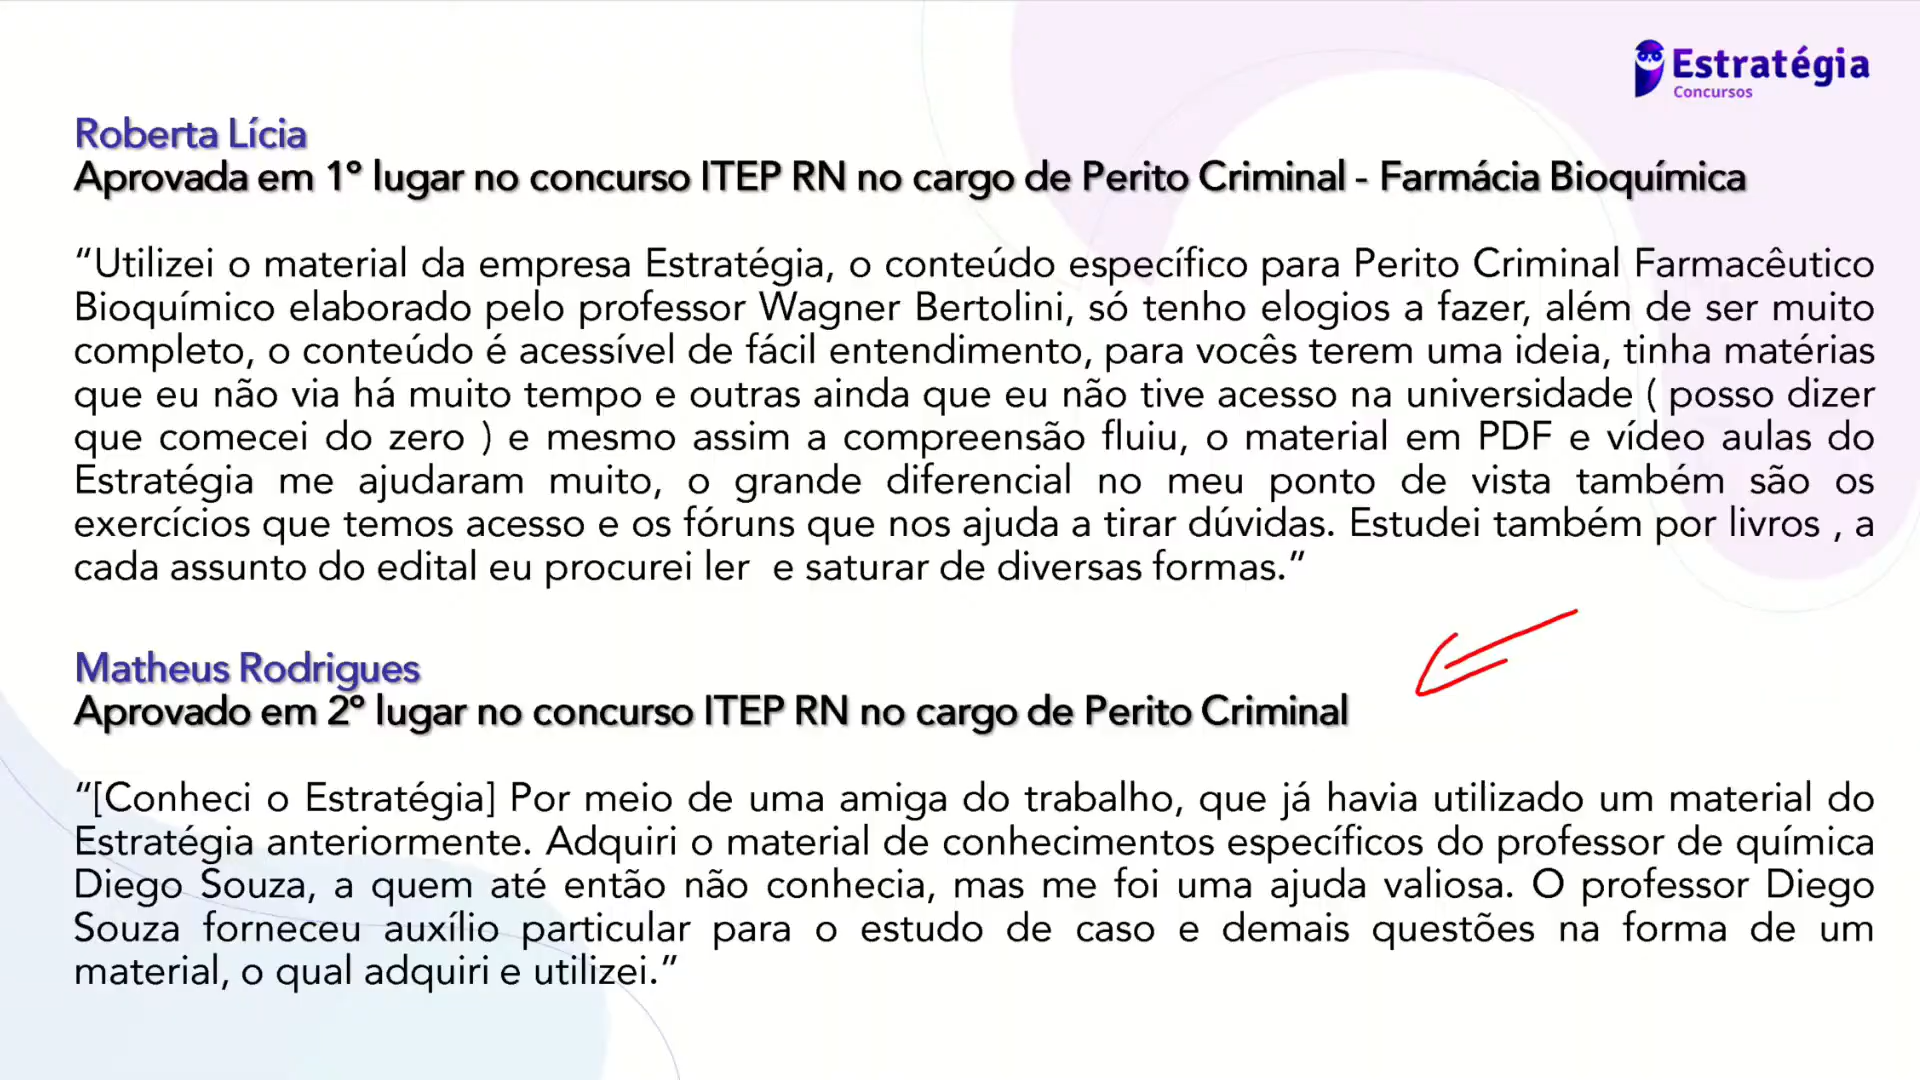 Estratégia
Concursos
Roberta Lícia
Aprovada em 1º lugar no concurso ITEP RN no cargo de Perito Criminal - Farmácia Bioquímica
“Utilizei o material da empresa Estratégia, o conteúdo específico para Perito Criminal Farmacêutico
Bioquímico elaborado pelo professor Wagner Bertolini, só tenho elogios a fazer, além de ser muito
completo, o conteúdo é acessível de fácil entendimento, para vocês terem uma ideia, tinha matérias
que eu não via há muito tempo e outras ainda que eu não tive acesso na universidade ( posso dizer
que comecei do zero ) e mesmo assim a compreensão fluiu, o material em PDF e vídeo aulas do
Estratégia me ajudaram muito, o grande diferencial no meu ponto de vista também são os
exercícios que temos acesso e os fóruns que nos ajuda a tirar dúvidas. Estudei também por livros , a
cada assunto do edital eu procurei ler  e saturar de diversas formas.”
Matheus Rodrigues
Aprovado em 2º lugar no concurso ITEP RN no cargo de Perito Criminal
“[Conheci o Estratégia] Por meio de uma amiga do trabalho, que já havia utilizado um material do
Estratégia anteriormente. Adquiri o material de conhecimentos específicos do professor de química
Diego Souza, a quem até então não conhecia, mas me foi uma ajuda valiosa. O professor Diego
Souza forneceu auxílio particular para o estudo de caso e demais questões na forma de um
material, o qual adquiri e utilizei.”